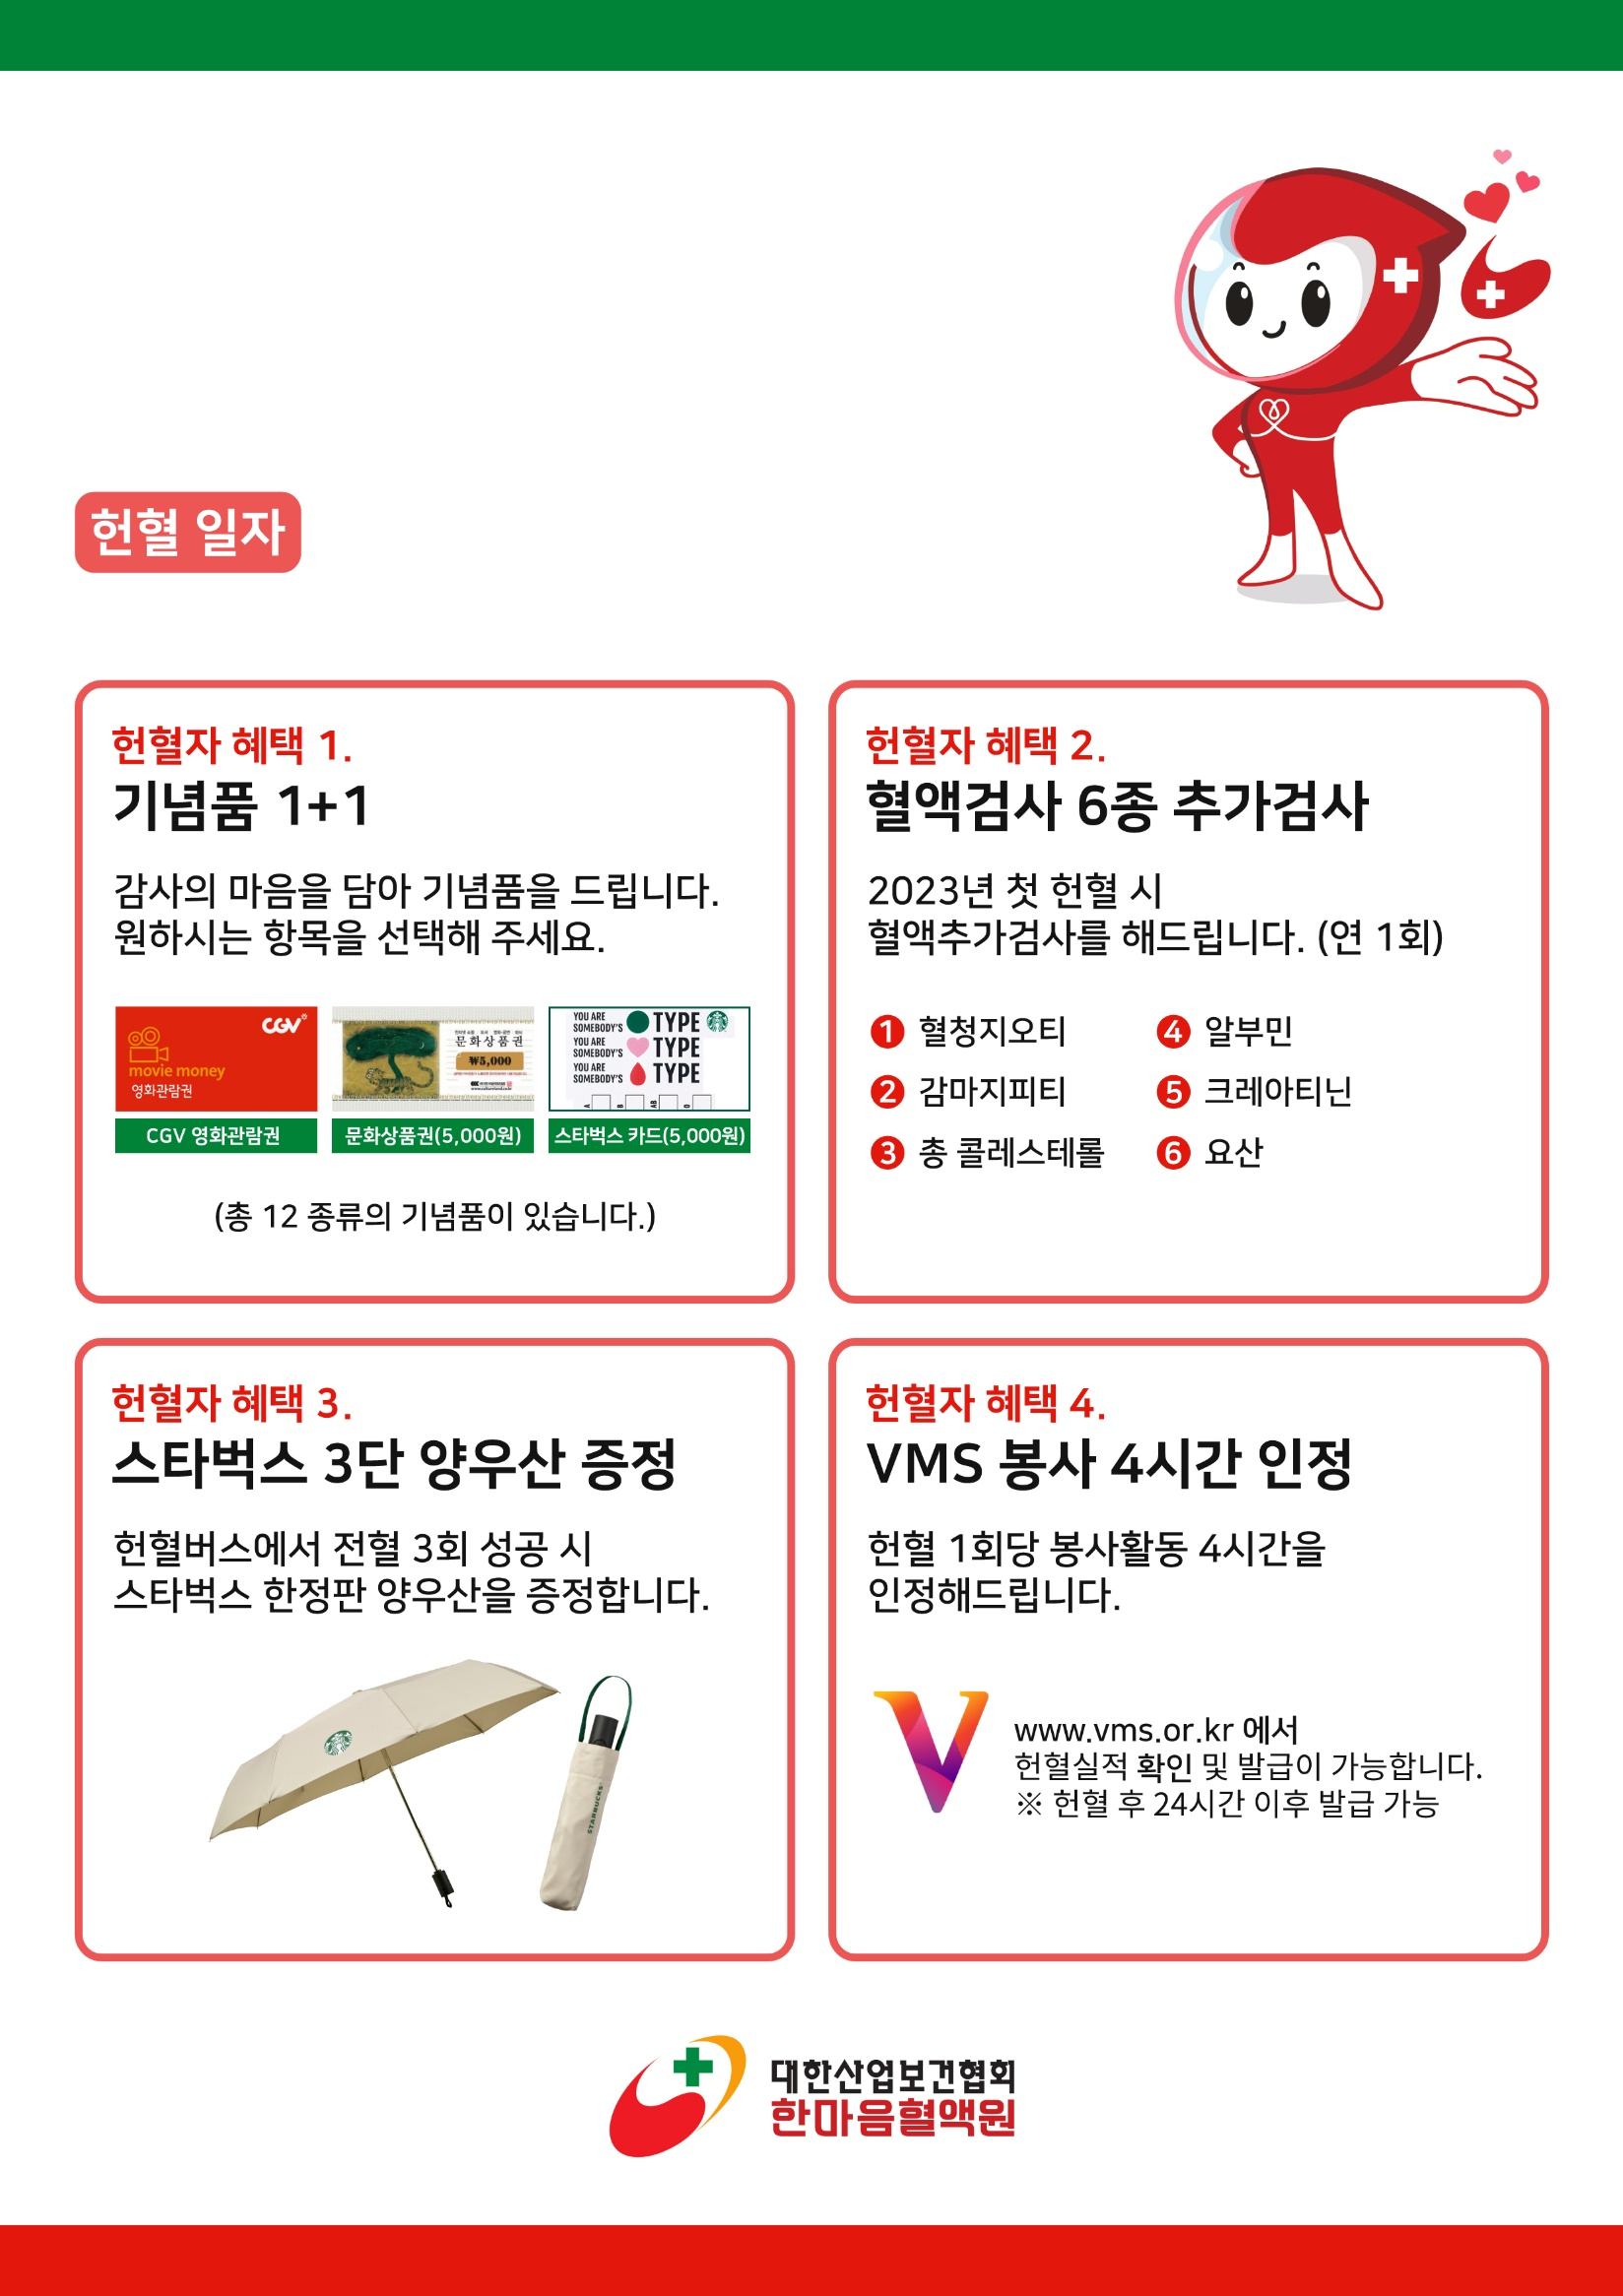 헌혈 일자
헌혈자 혜택 1.
기념품 1+1
감사의 마음을 담아 기념품을 드립니다.
원하시는 항목을 선택해 주세요.
CGV
movie money
영화관람권
CGV 영화관람권
문화상품권
₩5,000
문화상품권(5,000원)
YOU ARE SOMEBODY'S TYPE
YOU ARE SOMEBODY'S TYPE
YOU ARE SOMEBODY'S TYPE
A B AB O
스타벅스 카드(5,000원)
(총 12 종류의 기념품이 있습니다.)
헌혈자 혜택 2.
혈액검사 6종 추가검사
2023년 첫 헌혈 시
혈액추가검사를 해드립니다. (연 1회)
1 혈청지오티
2 감마지피티
3 총 콜레스테롤
4 알부민
5 크레아티닌
6 요산
헌혈자 혜택 3.
스타벅스 3단 양우산 증정
헌혈버스에서 전혈 3회 성공 시
스타벅스 한정판 양우산을 증정합니다.
STARBUCKS
헌혈자 혜택 4.
VMS 봉사 4시간 인정
헌혈 1회당 봉사활동 4시간을
인정해드립니다.
V
www.vms.or.kr 에서
헌혈실적 확인 및 발급이 가능합니다.
※ 헌혈 후 24시간 이후 발급 가능
대한산업보건협회
한마음혈액원